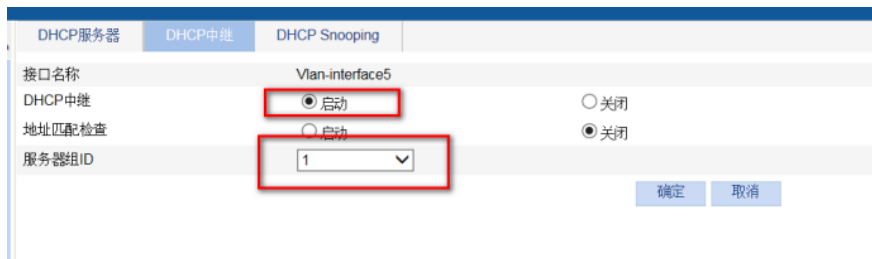 DHCP服务器 DHCP中继 DHCP Snooping
接口名称 Vlan-interface5
DHCP中继 启动 关闭
地址匹配检查 启动 关闭
服务器组ID 1
确定 取消